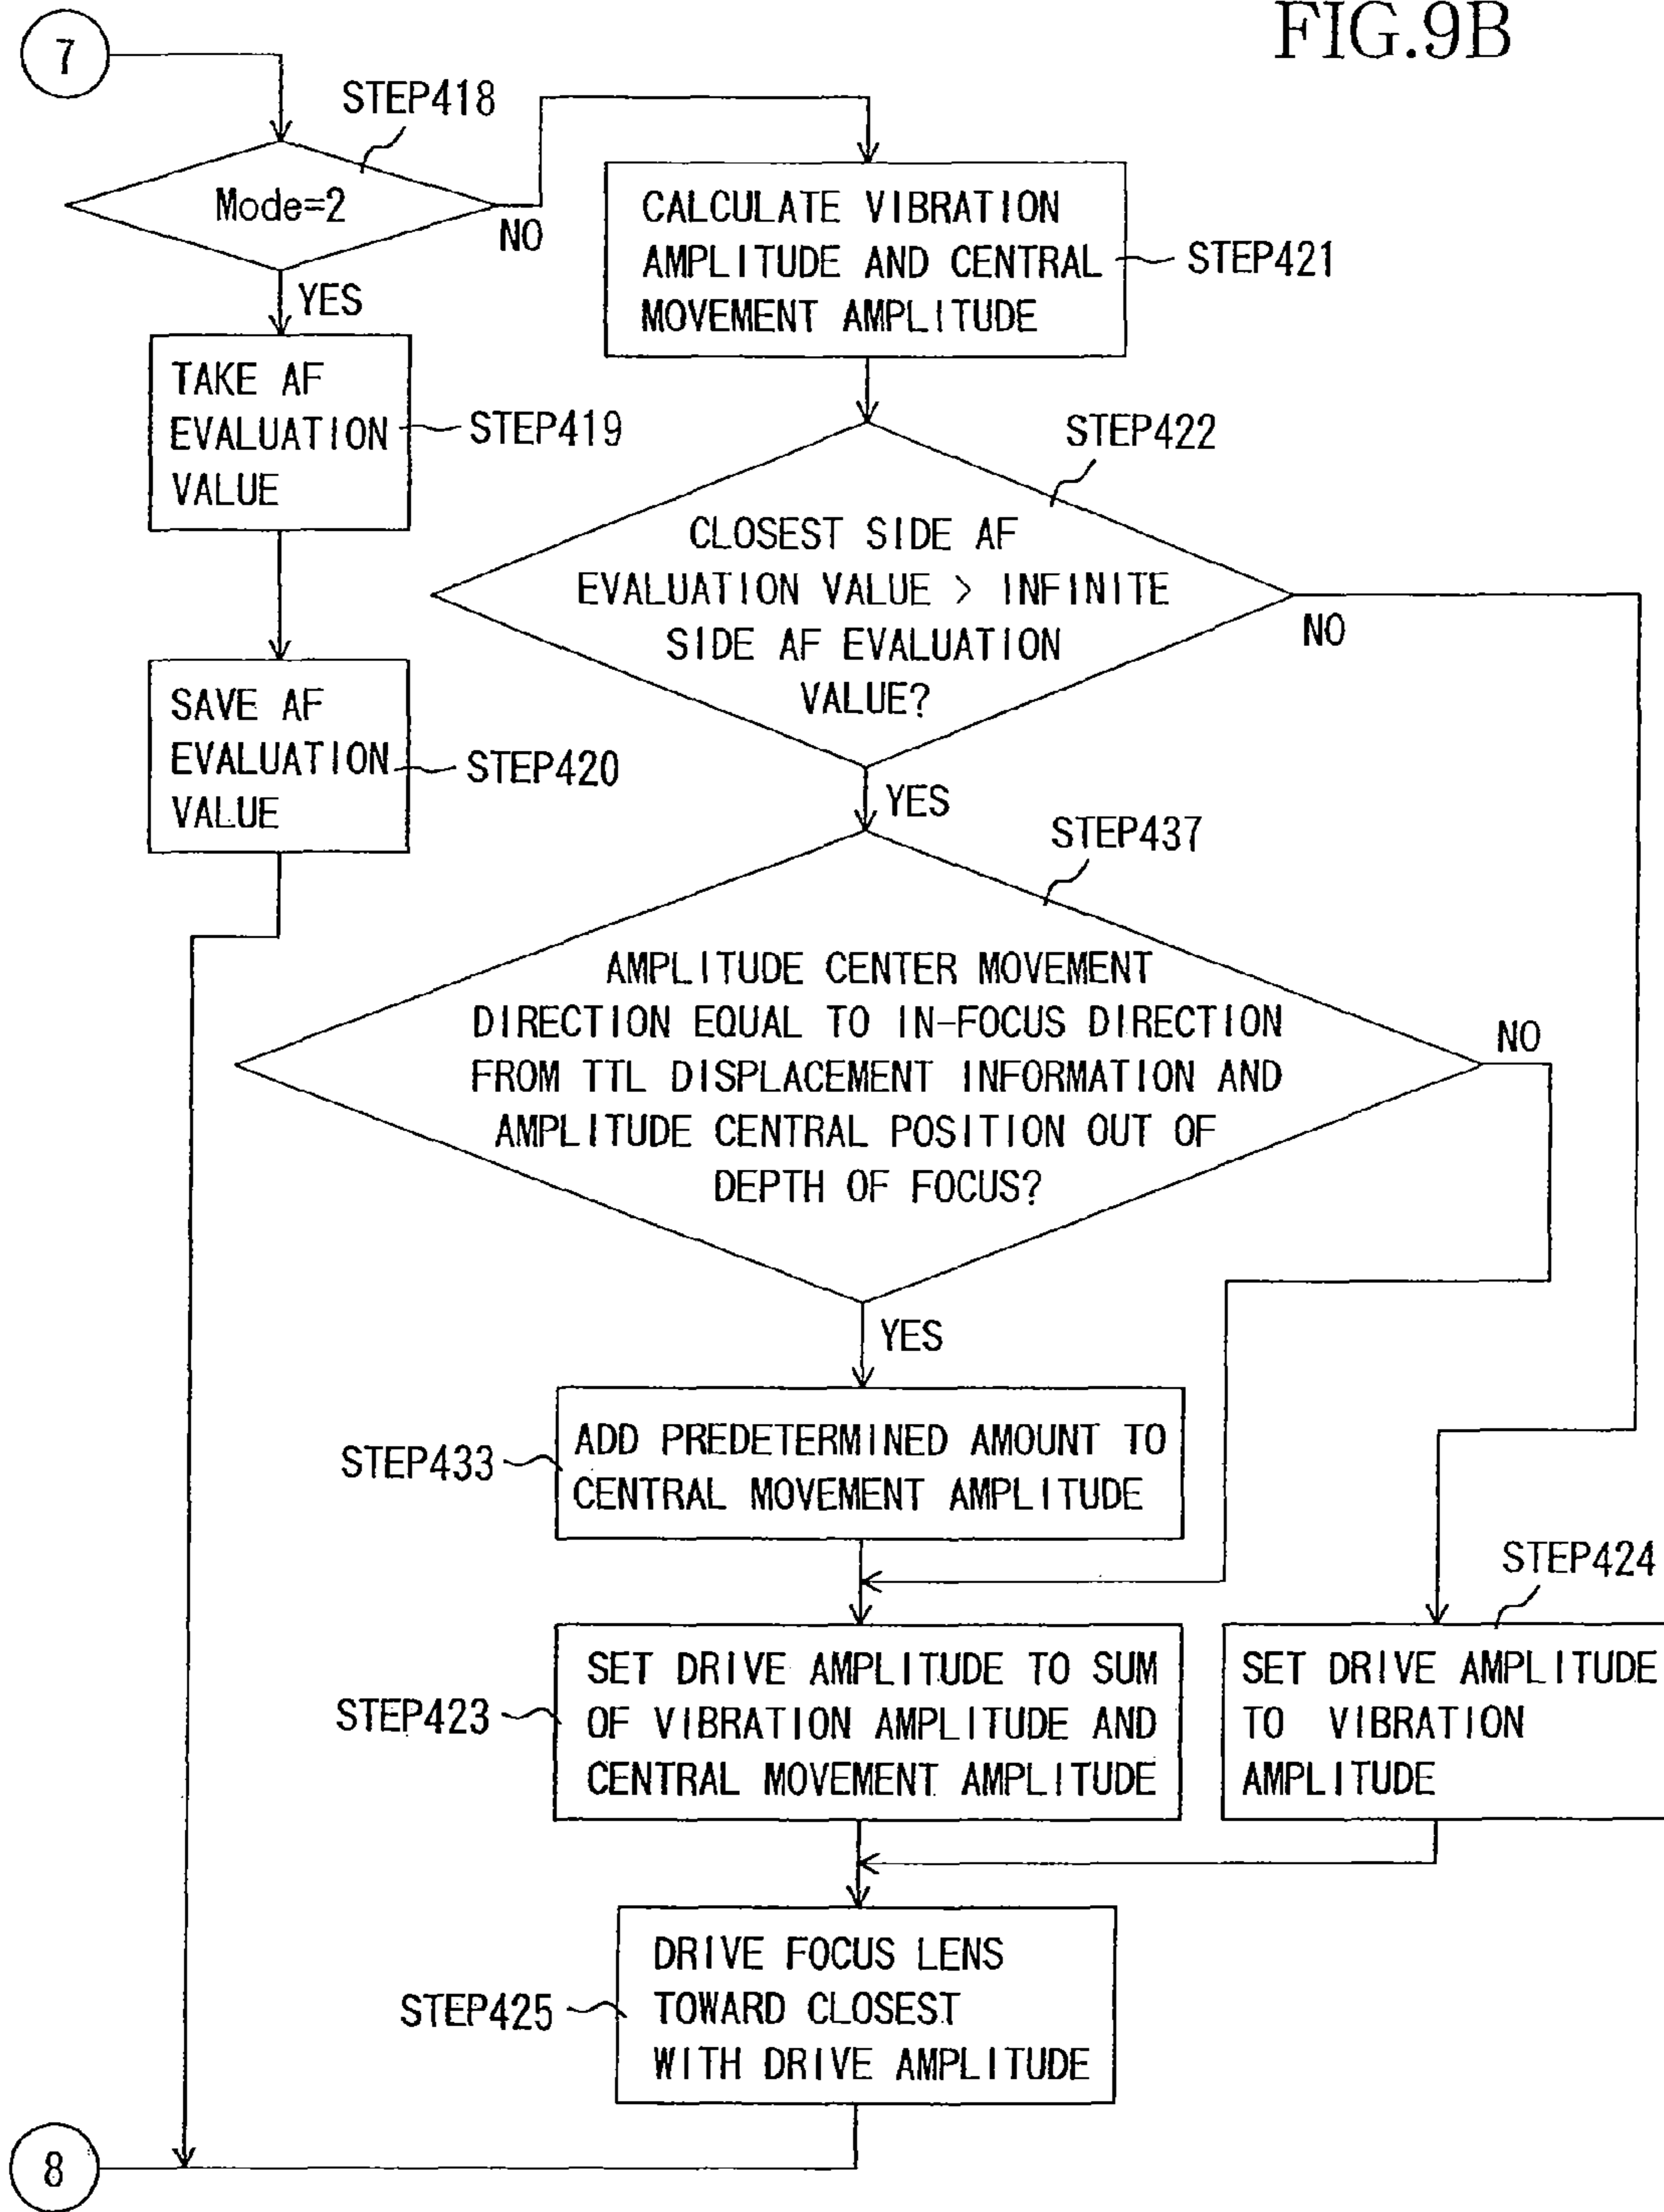 FIG.9B
7
STEP418
Mode=2
NO
YES
CALCULATE VIBRATION
AMPLITUDE AND CENTRAL
MOVEMENT AMPLITUDE
STEP421
TAKE AF
EVALUATION
VALUE
STEP419
STEP422
CLOSEST SIDE AF
EVALUATION VALUE > INFINITE
SIDE AF EVALUATION
VALUE?
NO
YES
SAVE AF
EVALUATION
VALUE
STEP420
STEP437
AMPLITUDE CENTER MOVEMENT
DIRECTION EQUAL TO IN-FOCUS DIRECTION
FROM TTL DISPLACEMENT INFORMATION AND
AMPLITUDE CENTRAL POSITION OUT OF
DEPTH OF FOCUS?
NO
YES
STEP433
ADD PREDETERMINED AMOUNT TO
CENTRAL MOVEMENT AMPLITUDE
STEP424
STEP423
SET DRIVE AMPLITUDE TO SUM
OF VIBRATION AMPLITUDE AND
CENTRAL MOVEMENT AMPLITUDE
SET DRIVE AMPLITUDE
TO VIBRATION
AMPLITUDE
STEP425
DRIVE FOCUS LENS
TOWARD CLOSEST
WITH DRIVE AMPLITUDE
8